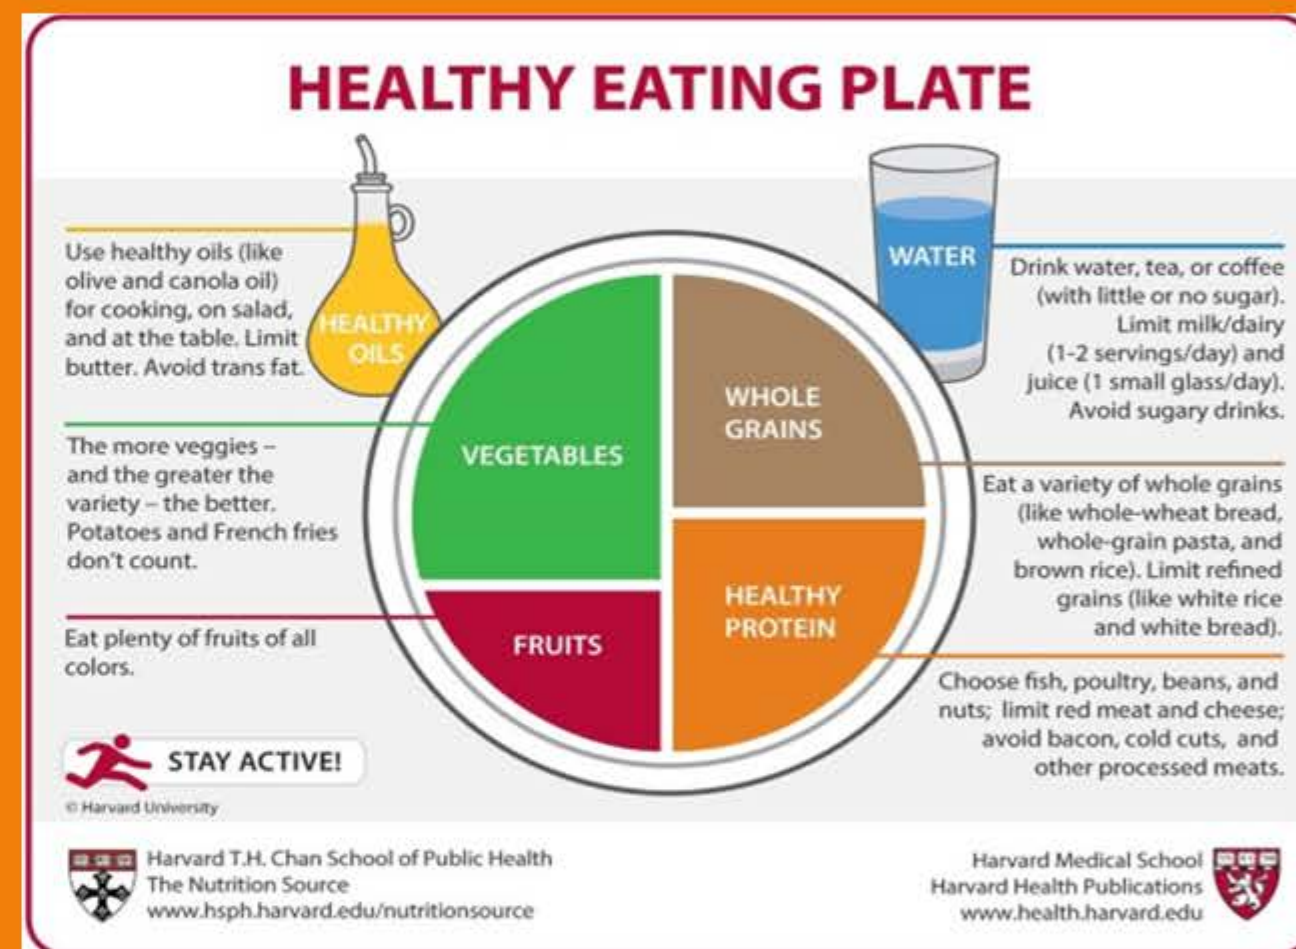 HEALTHY EATING PLATE
Use healthy oils (like
olive and canola oil)
for cooking, on salad,
and at the table. Limit
butter. Avoid trans fat.
HEALTHY
OILS
The more veggies –
and the greater the
variety – the better.
Potatoes and French fries
don't count.
Eat plenty of fruits of all
colors.
VEGETABLES
FRUITS
WHOLE
GRAINS
HEALTHY
PROTEIN
WATER
Drink water, tea, or coffee
(with little or no sugar).
Limit milk/dairy
(1-2 servings/day) and
juice (1 small glass/day).
Avoid sugary drinks.
Eat a variety of whole grains
(like whole-wheat bread,
whole-grain pasta, and
brown rice). Limit refined
grains (like white rice
and white bread).
Choose fish, poultry, beans, and
nuts; limit red meat and cheese;
avoid bacon, cold cuts, and
other processed meats.
STAY ACTIVE!
© Harvard University
Harvard T.H. Chan School of Public Health
The Nutrition Source
www.hsph.harvard.edu/nutritionsource
Harvard Medical School
Harvard Health Publications
www.health.harvard.edu